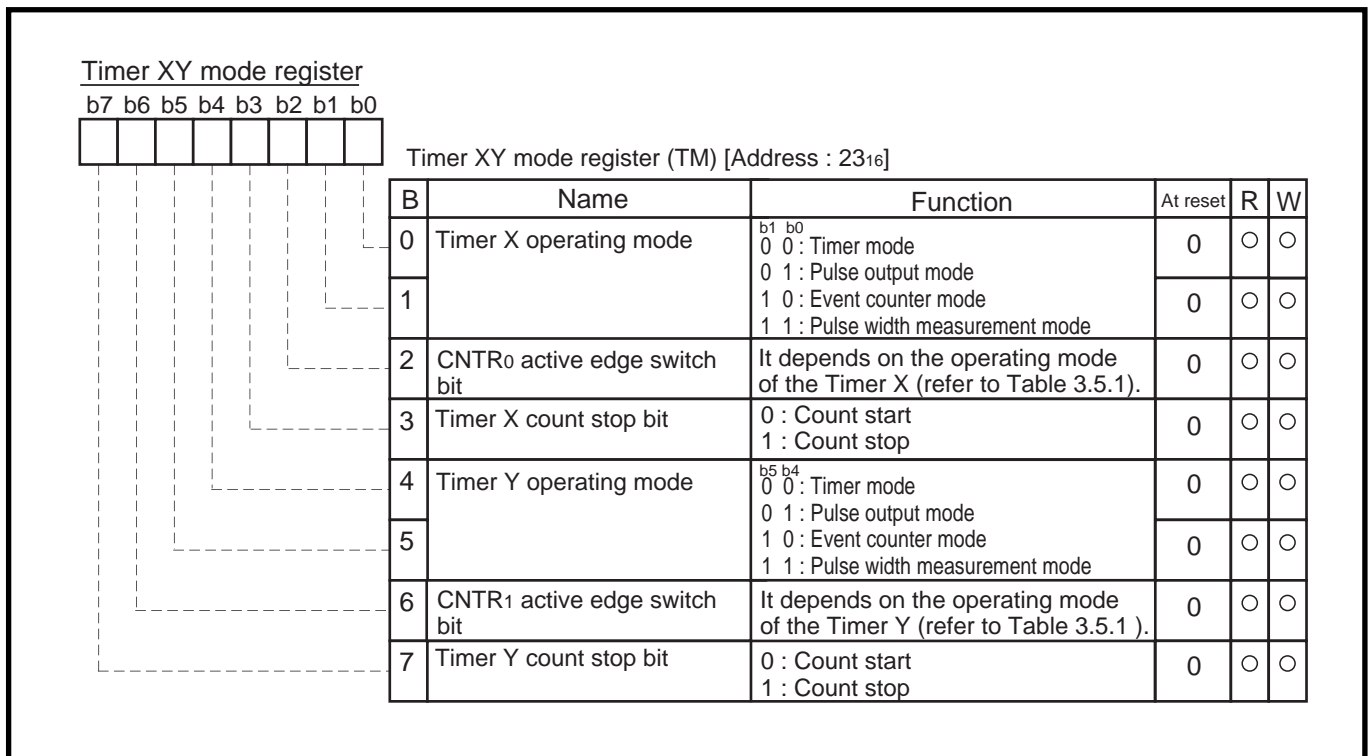 Timer XY mode register
b7 b6 b5 b4 b3 b2 b1 b0
Timer XY mode register (TM) [Address : 2316]
B Name Function At reset R W
0 Timer X operating mode
b1 b0
0 0 : Timer mode
0 1 : Pulse output mode
0 ○ ○
1
1 0 : Event counter mode
1 1 : Pulse width measurement mode
0 ○ ○
2 CNTR0 active edge switch
bit
It depends on the operating mode
of the Timer X (refer to Table 3.5.1).
0 ○ ○
3 Timer X count stop bit
0 : Count start
1 : Count stop
0 ○ ○
4 Timer Y operating mode
b5 b4
0 0 : Timer mode
0 1 : Pulse output mode
0 ○ ○
5
1 0 : Event counter mode
1 1 : Pulse width measurement mode
0 ○ ○
6 CNTR1 active edge switch
bit
It depends on the operating mode
of the Timer Y (refer to Table 3.5.1 ).
0 ○ ○
7 Timer Y count stop bit
0 : Count start
1 : Count stop
0 ○ ○